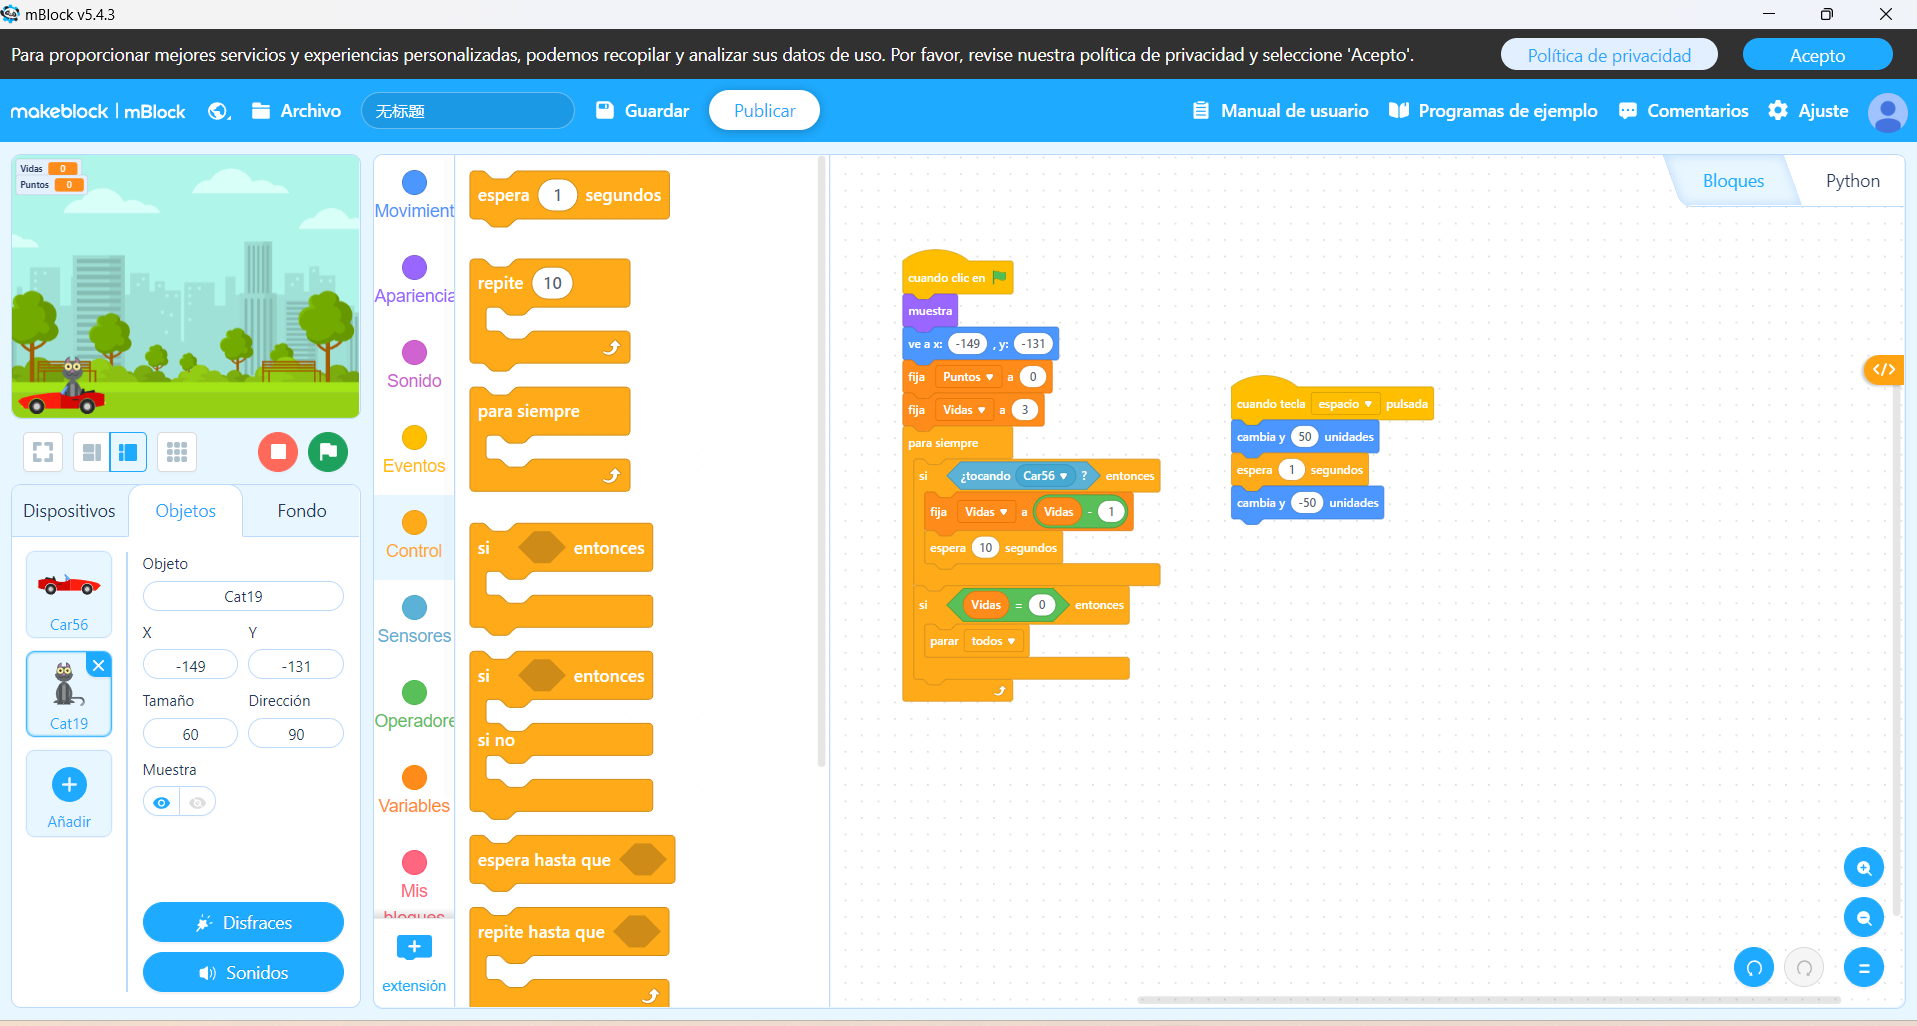 mBlock v5.4.3
Para proporcionar mejores servicios y experiencias personalizadas, podemos recopilar y analizar sus datos de uso. Por favor, revise nuestra política de privacidad y seleccione 'Acepto'.
Política de privacidad
Acepto
makeblock | mBlock
Archivo
无标题
Guardar
Publicar
Manual de usuario
Programas de ejemplo
Comentarios
Ajuste
Vidas 0
Puntos 0
Dispositivos
Objetos
Fondo
Car56
Cat19
Añadir
Objeto
Cat19
X
Y
-149
-131
Tamaño
Dirección
60
90
Muestra
Disfraces
Sonidos
Movimient
Apariencia
Sonido
Eventos
Control
Sensores
Operadore
Variables
Mis
bloques
extensión
espera 1 segundos
repite 10
para siempre
si entonces
si entonces
si no
espera hasta que
repite hasta que
Bloques
Python
cuando clic en
muestra
ve a x: -149 , y: -131
fija Puntos a 0
fija Vidas a 3
para siempre
si ¿tocando Car56 ? entonces
fija Vidas a Vidas - 1
espera 10 segundos
si Vidas = 0 entonces
parar todos
cuando tecla espacio pulsada
cambia y 50 unidades
espera 1 segundos
cambia y -50 unidades